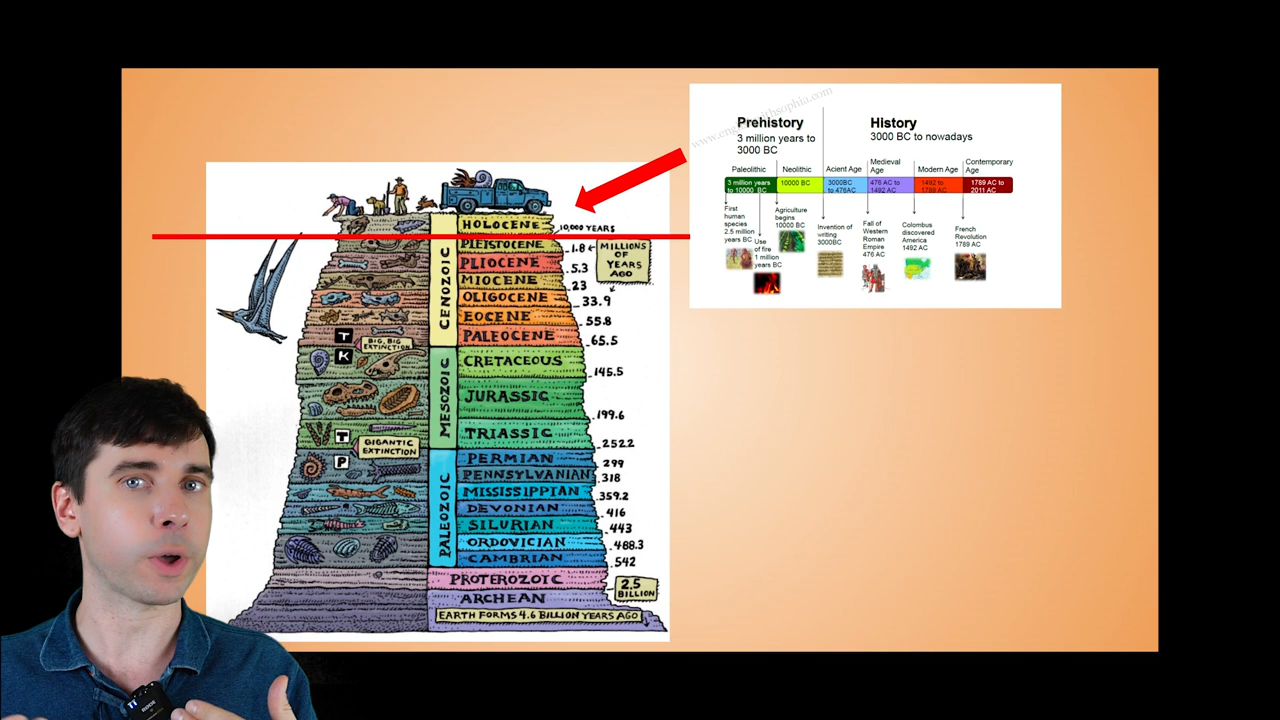 Prehistory
3 million years to
3000 BC
History
3000 BC to nowadays
Paleolithic
Neolithic
Acient Age
Medieval
Age
Modern Age
Contemporary
Age
3 million years
to 10000 BC
10000 BC
3000BC
to 476AC
476 AC to
1492 AC
1492 to
1789 AC
1789 AC to
2011 AC
First
human
species
2.5 million
years BC
Use
of fire
1 million
years BC
Agriculture
begins
10000 BC
Invention of
writing
3000BC
Fall of
Western
Roman
Empire
476 AC
Colombus
discovered
America
1492 AC
French
Revolution
1789 AC
CENOZOIC
HOLOCENE
10,000 YEARS
PLEISTOCENE
1.8
MILLIONS
OF
YEARS
AGO
PLIOCENE
5.3
MIOCENE
23
OLIGOCENE
33.9
EOCENE
55.8
PALEOCENE
65.5
T
K
BIG, BIG
EXTINCTION
MESOZOIC
CRETACEOUS
145.5
JURASSIC
199.6
TRIASSIC
252.2
T
P
GIGANTIC
EXTINCTION
PALEOZOIC
PERMIAN
299
PENNSYLVANIAN
318
MISSISSIPPIAN
359.2
DEVONIAN
416
SILURIAN
443
ORDOVICIAN
488.3
CAMBRIAN
542
PROTEROZOIC
2.5
BILLION
ARCHEAN
EARTH FORMS 4.6 BILLION YEARS AGO